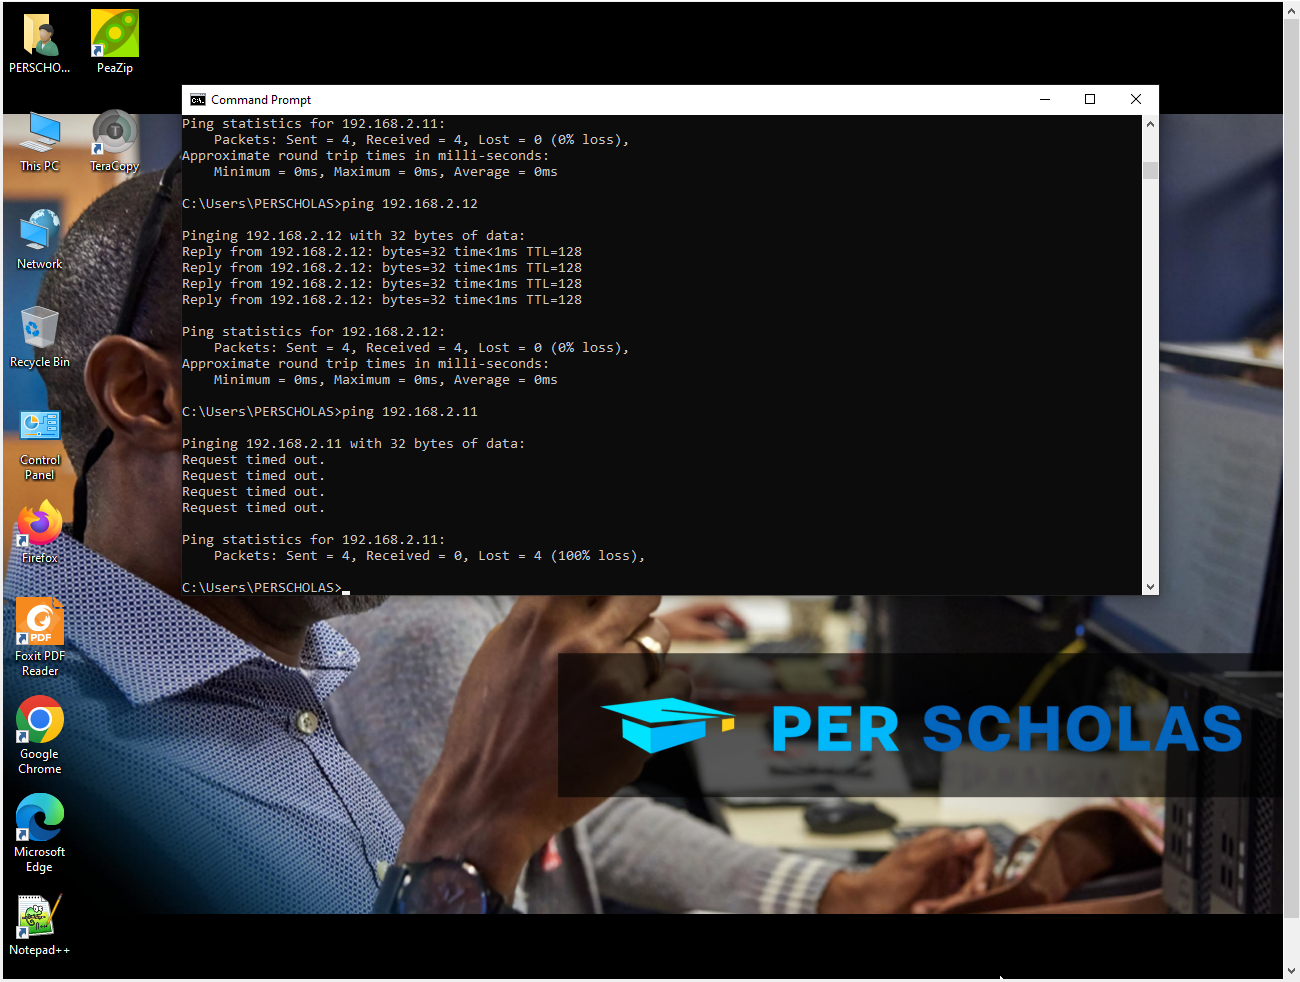 PERSCHO...
PeaZip
This PC
TeraCopy
Network
Recycle Bin
Control
Panel
Firefox
PDF
Foxit PDF
Reader
Google
Chrome
Microsoft
Edge
Notepad++
Command Prompt
Ping statistics for 192.168.2.11:
Packets: Sent = 4, Received = 4, Lost = 0 (0% loss),
Approximate round trip times in milli-seconds:
Minimum = 0ms, Maximum = 0ms, Average = 0ms
C:\Users\PERSCHOLAS>ping 192.168.2.12
Pinging 192.168.2.12 with 32 bytes of data:
Reply from 192.168.2.12: bytes=32 time<1ms TTL=128
Reply from 192.168.2.12: bytes=32 time<1ms TTL=128
Reply from 192.168.2.12: bytes=32 time<1ms TTL=128
Reply from 192.168.2.12: bytes=32 time<1ms TTL=128
Ping statistics for 192.168.2.12:
Packets: Sent = 4, Received = 4, Lost = 0 (0% loss),
Approximate round trip times in milli-seconds:
Minimum = 0ms, Maximum = 0ms, Average = 0ms
C:\Users\PERSCHOLAS>ping 192.168.2.11
Pinging 192.168.2.11 with 32 bytes of data:
Request timed out.
Request timed out.
Request timed out.
Request timed out.
Ping statistics for 192.168.2.11:
Packets: Sent = 4, Received = 0, Lost = 4 (100% loss),
C:\Users\PERSCHOLAS>
PER SCHOLAS